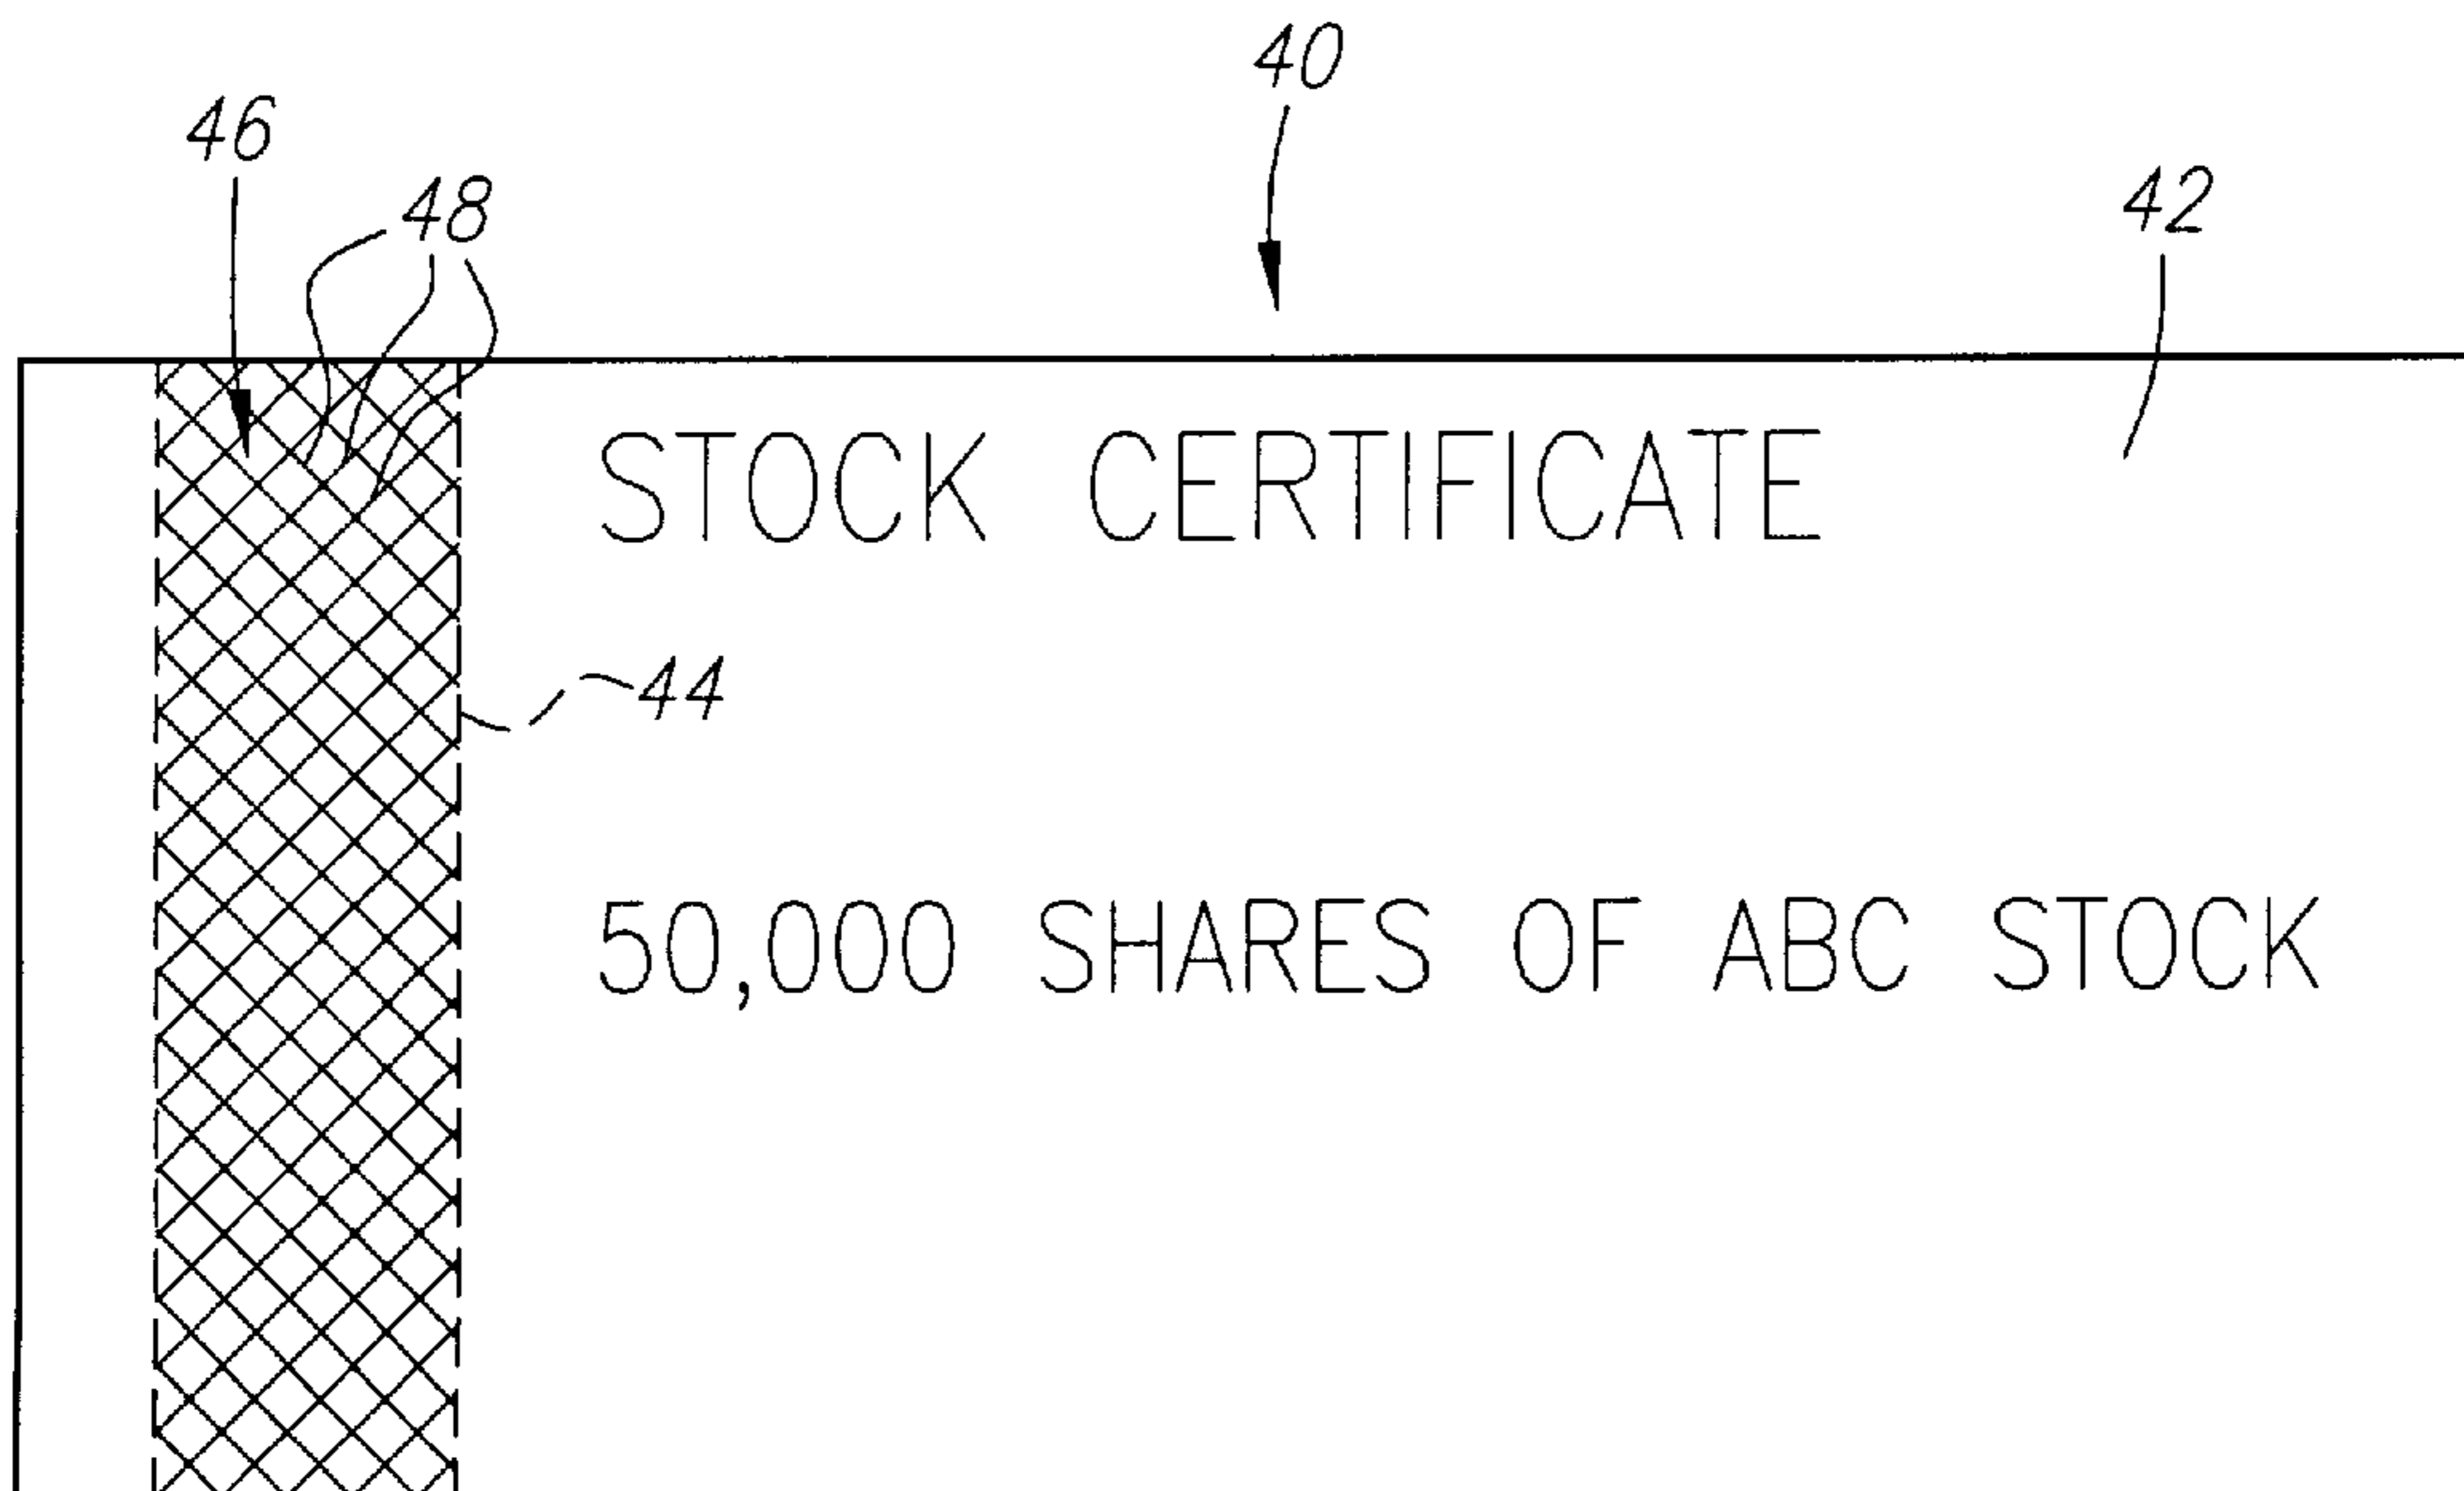 40
46
48
42
STOCK CERTIFICATE
44
50,000 SHARES OF ABC STOCK